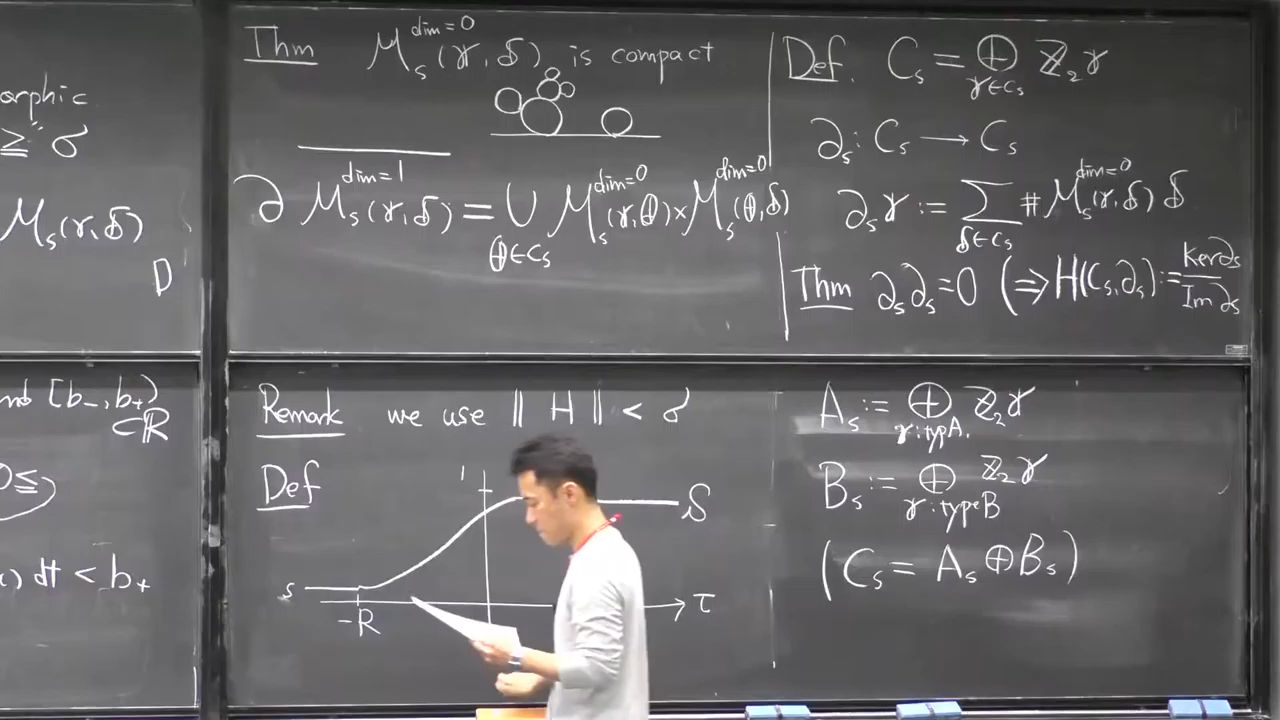 orphic
≧ σ
M_s(γ,δ)
D
nd [b_-, b_+)
⊂ℝ
0≦
) dt < b_+
Thm M_s^{dim=0}(γ,δ) is compact
∂ M_s^{dim=1}(γ,δ) = ∪_{θ∈C_s} M_s^{dim=0}(γ,θ) × M_s^{dim=0}(θ,δ)
Def. C_s = ⊕_{γ∈C_s} ℤ_2 γ
∂_s : C_s → C_s
∂_s γ := Σ_{δ∈C_s} # M_s^{dim=0}(γ,δ) δ
Thm ∂_s∂_s = 0 (⇒ H(C_s,∂_s) := Ker∂_s / Im∂_s
Remark we use ‖ H ‖ < σ
Def
1
S
s
-R
τ
A_s := ⊕_{γ:typA.} ℤ_2 γ
B_s := ⊕_{γ:typeB} ℤ_2 γ
(C_s = A_s ⊕ B_s)